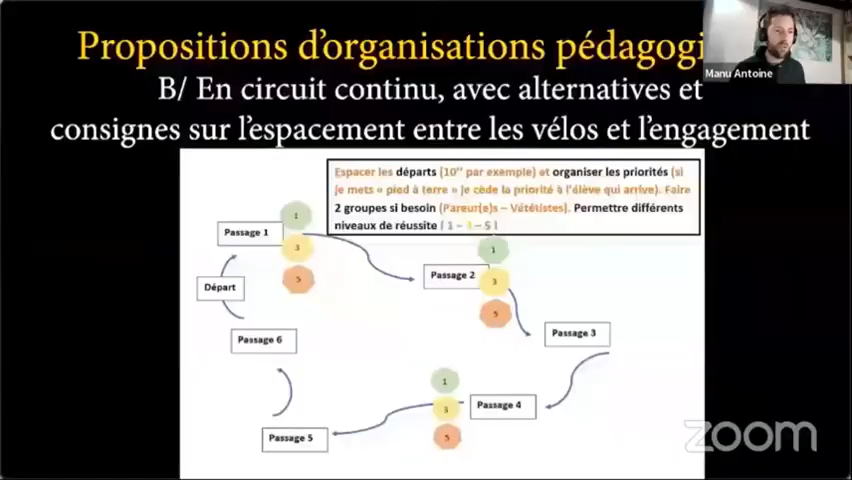 Propositions d'organisations pédagogi
B/ En circuit continu, avec alternatives et
consignes sur l'espacement entre les vélos et l'engagement
Manu Antoine
Espacer les départs (10'' par exemple) et organiser les priorités (si
je mets « pied à terre » je cède la priorité à l'élève qui arrive). Faire
2 groupes si besoin (Pareur(e)s – Vététistes). Permettre différents
niveaux de réussite ( 1 – 3 – 5 )
Passage 1
1
3
5
Départ
Passage 2
1
3
5
Passage 3
Passage 6
Passage 4
1
3
5
Passage 5
zoom